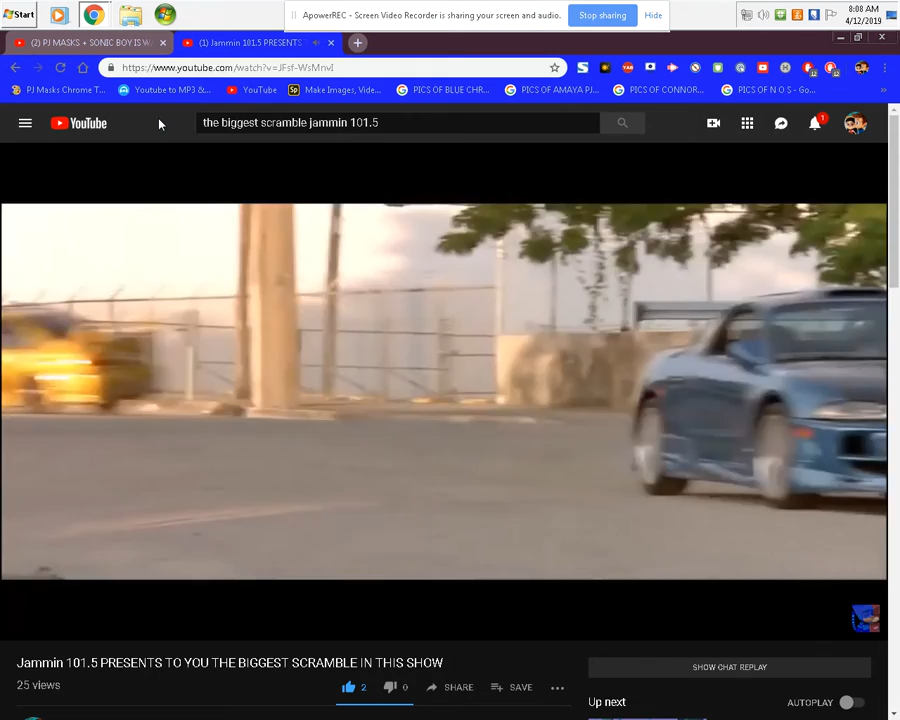 Start
ApowerREC - Screen Video Recorder is sharing your screen and audio.
Stop sharing
Hide
8:08 AM
4/12/2019
(2) PJ MASKS + SONIC BOY IS W
(1) Jammin 101.5 PRESENTS
https://www.youtube.com/watch?v=JFsf-WsMnvI
PJ Masks Chrome T...
Youtube to MP3 &...
YouTube
Make Images, Vide...
PICS OF BLUE CHR...
PICS OF AMAYA PJ...
PICS OF CONNOR...
PICS OF N O S - Go...
YouTube
the biggest scramble jammin 101.5
1
Jammin 101.5 PRESENTS TO YOU THE BIGGEST SCRAMBLE IN THIS SHOW
25 views
2
0
SHARE
SAVE
SHOW CHAT REPLAY
Up next
AUTOPLAY